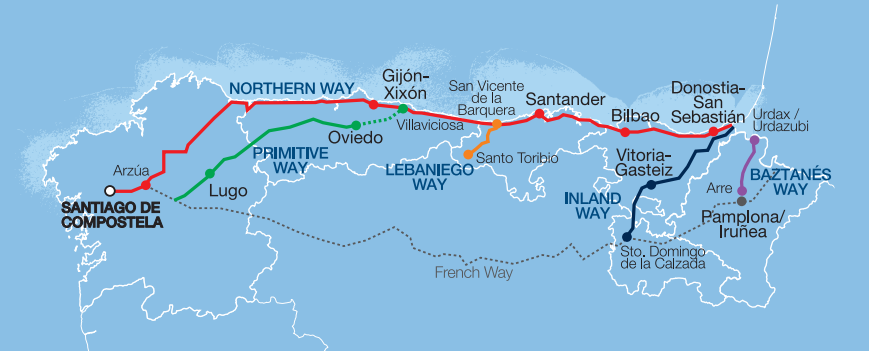 NORTHERN WAY
Gijón-
Xixón
San Vicente
de la
Barquera
Santander
Donostia-
San
Sebastián
Bilbao
Urdax /
Urdazubi
Villaviciosa
Oviedo
PRIMITIVE
WAY
Arzúa
Lugo
LEBANIEGO
WAY
Santo Toribio
Vitoria-
Gasteiz
INLAND
WAY
Arre
BAZTANÉS
WAY
SANTIAGO DE
COMPOSTELA
Pamplona/
Iruñea
Sto. Domingo
de la Calzada
French Way